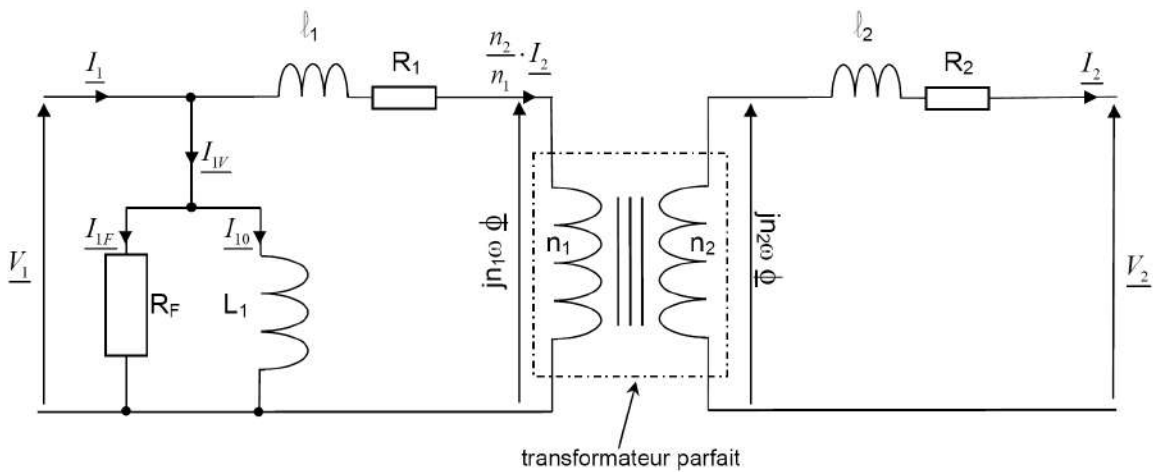 ℓ1
ℓ2
I1
R1
n2/n1 · I2
R2
I2
I1V
I1F
I10
V1
RF
L1
jn1ω ϕ
n1
n2
jn2ω ϕ
V2
transformateur parfait